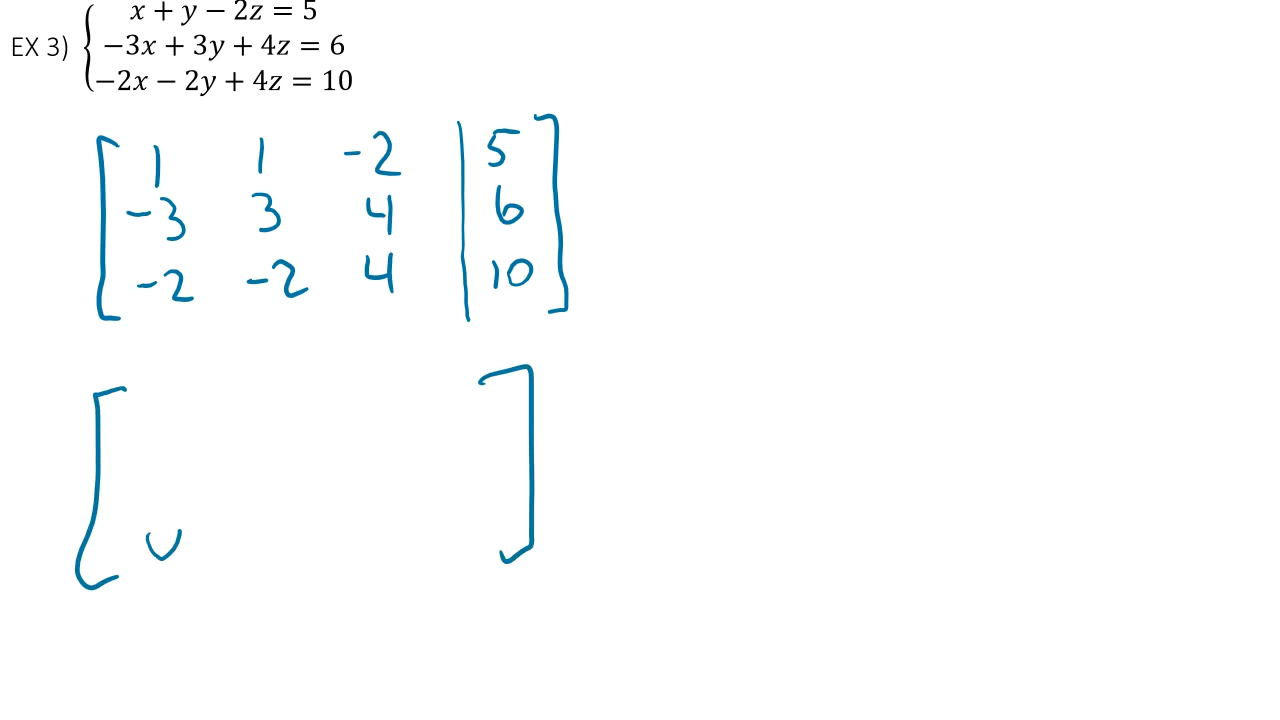 x + y − 2z = 5
EX 3) { −3x + 3y + 4z = 6
−2x − 2y + 4z = 10
1 1 -2 | 5
-3 3 4 | 6
-2 -2 4 | 10